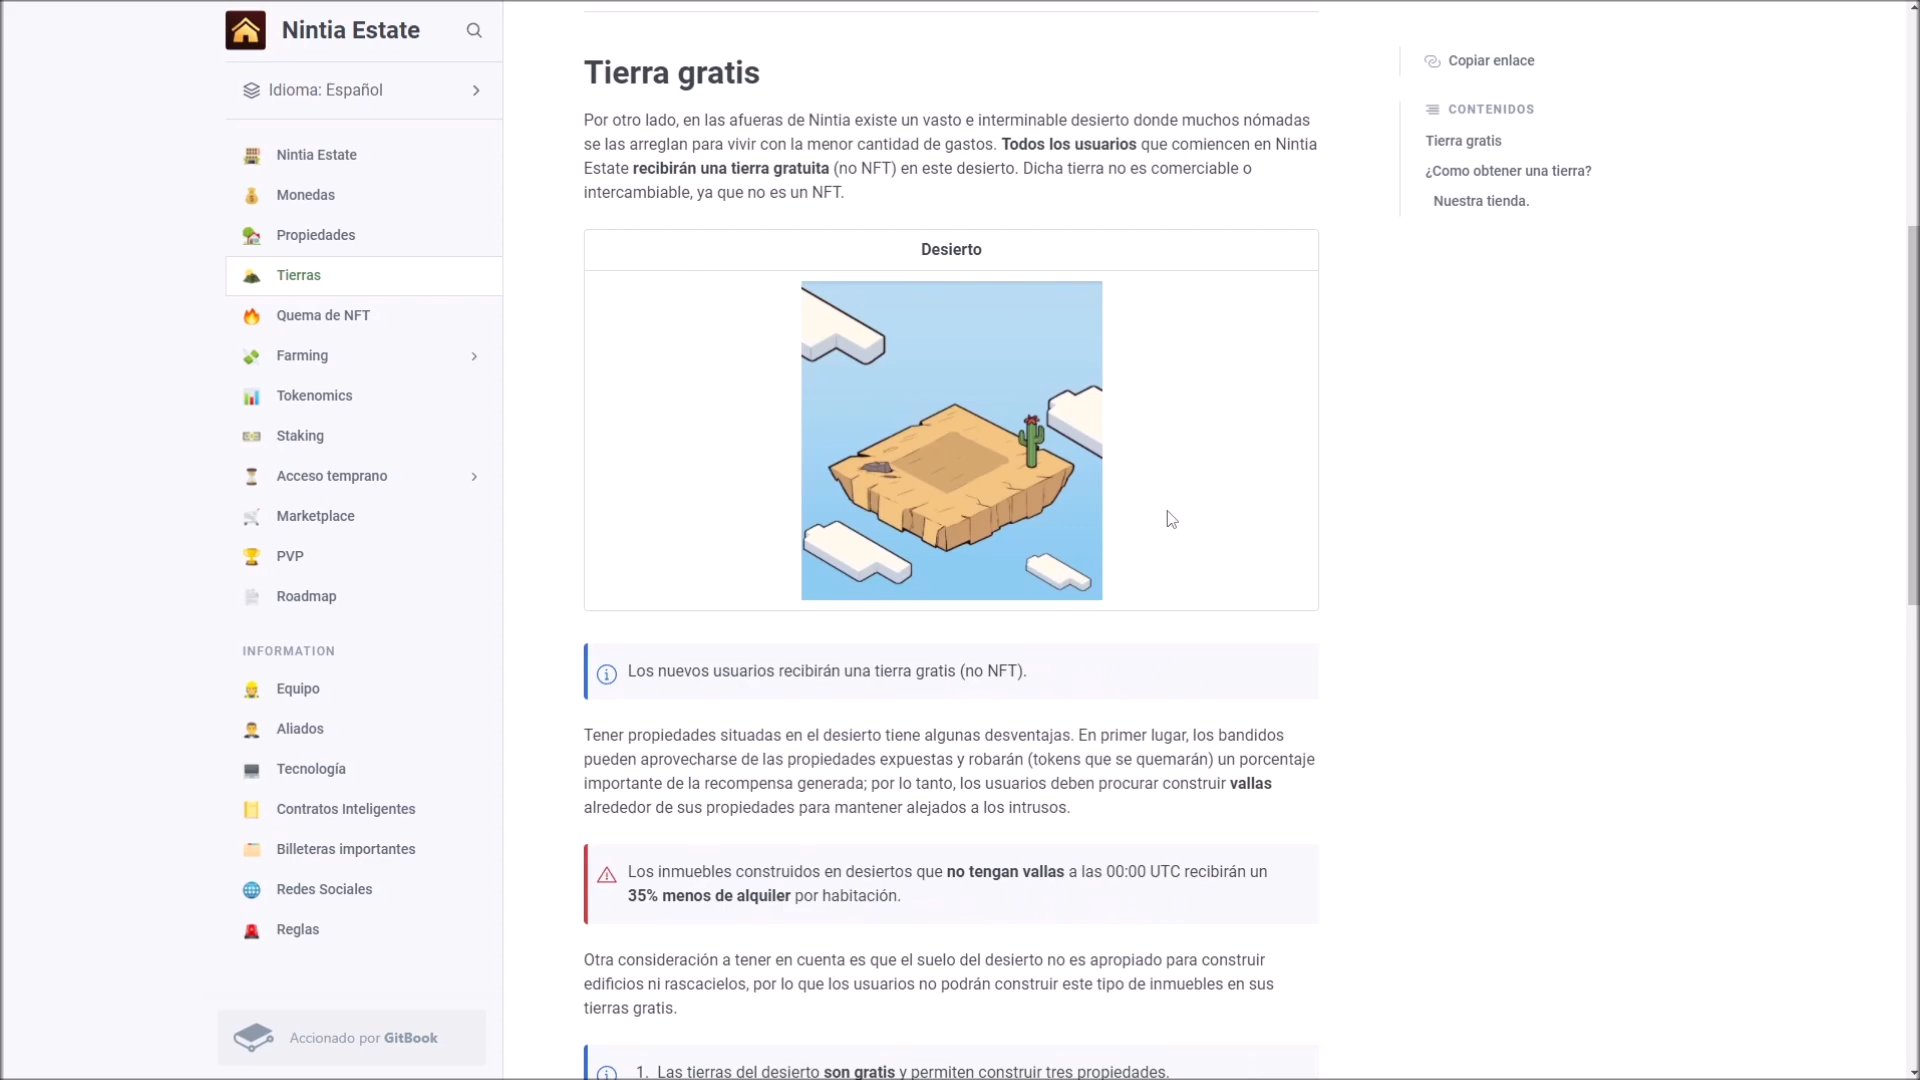 Nintia Estate
Idioma: Español
Nintia Estate
Monedas
Propiedades
Tierras
Quema de NFT
Farming
Tokenomics
Staking
Acceso temprano
Marketplace
PVP
Roadmap
INFORMATION
Equipo
Aliados
Tecnología
Contratos Inteligentes
Billeteras importantes
Redes Sociales
Reglas
Accionado por GitBook
Tierra gratis
Por otro lado, en las afueras de Nintia existe un vasto e interminable desierto donde muchos nómadas
se las arreglan para vivir con la menor cantidad de gastos. Todos los usuarios que comiencen en Nintia
Estate recibirán una tierra gratuita (no NFT) en este desierto. Dicha tierra no es comerciable o
intercambiable, ya que no es un NFT.
Desierto
Los nuevos usuarios recibirán una tierra gratis (no NFT).
Tener propiedades situadas en el desierto tiene algunas desventajas. En primer lugar, los bandidos
pueden aprovecharse de las propiedades expuestas y robarán (tokens que se quemarán) un porcentaje
importante de la recompensa generada; por lo tanto, los usuarios deben procurar construir vallas
alrededor de sus propiedades para mantener alejados a los intrusos.
Los inmuebles construidos en desiertos que no tengan vallas a las 00:00 UTC recibirán un
35% menos de alquiler por habitación.
Otra consideración a tener en cuenta es que el suelo del desierto no es apropiado para construir
edificios ni rascacielos, por lo que los usuarios no podrán construir este tipo de inmuebles en sus
tierras gratis.
1. Las tierras del desierto son gratis y permiten construir tres propiedades.
Copiar enlace
CONTENIDOS
Tierra gratis
¿Como obtener una tierra?
Nuestra tienda.